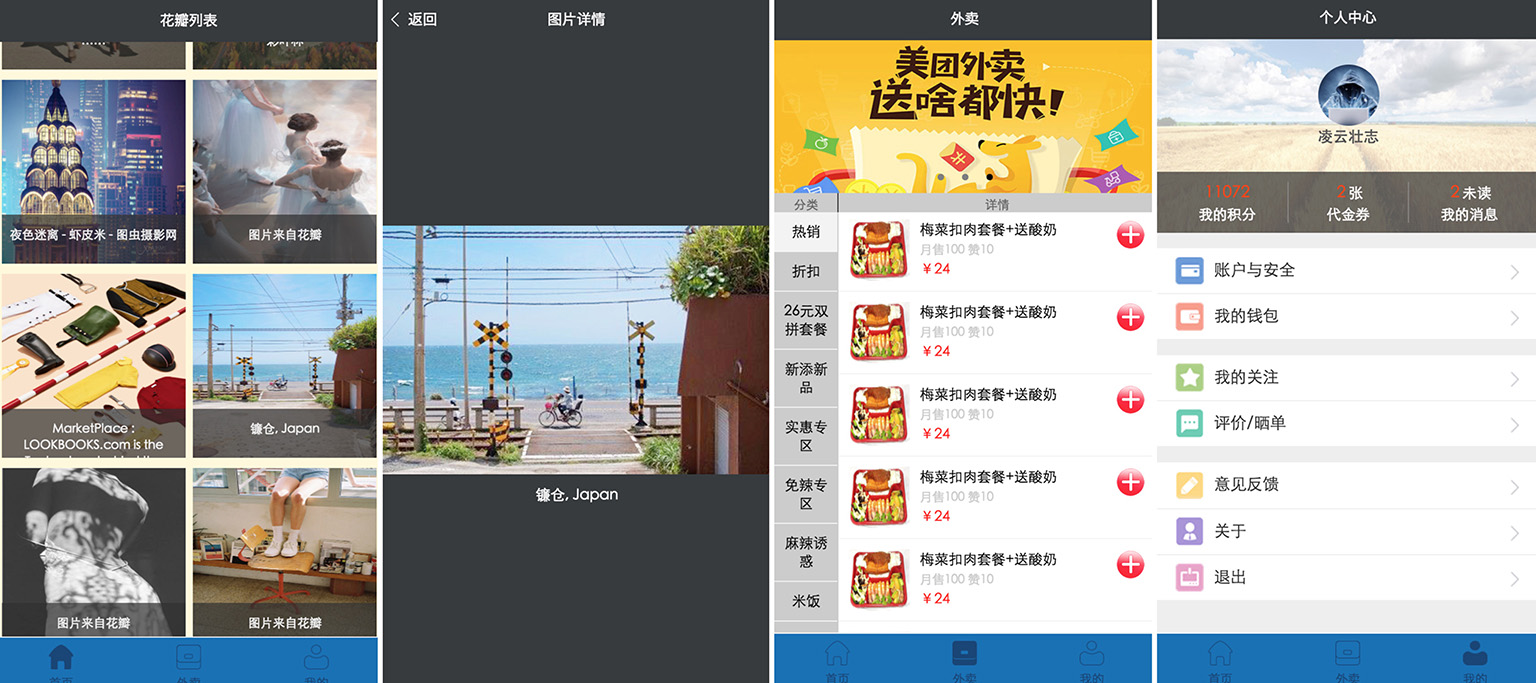 花瓣列表
夜色迷离 - 虾皮米 - 图虫摄影网
图片来自花瓣
MarketPlace :
LOOKBOOKS.com is the
镰仓, Japan
图片来自花瓣
图片来自花瓣
首页
外卖
我的
返回
图片详情
镰仓, Japan
外卖
美团外卖
送啥都快!
分类
详情
热销
折扣
26元双
拼套餐
新添新
品
实惠专
区
免辣专
区
麻辣诱
惑
米饭
梅菜扣肉套餐+送酸奶
月售100 赞10
￥24
梅菜扣肉套餐+送酸奶
月售100 赞10
￥24
梅菜扣肉套餐+送酸奶
月售100 赞10
￥24
梅菜扣肉套餐+送酸奶
月售100 赞10
￥24
梅菜扣肉套餐+送酸奶
月售100 赞10
￥24
首页
外卖
我的
个人中心
凌云壮志
11072
我的积分
2 张
代金券
2 未读
我的消息
账户与安全
我的钱包
我的关注
评价/晒单
意见反馈
关于
退出
首页
外卖
我的